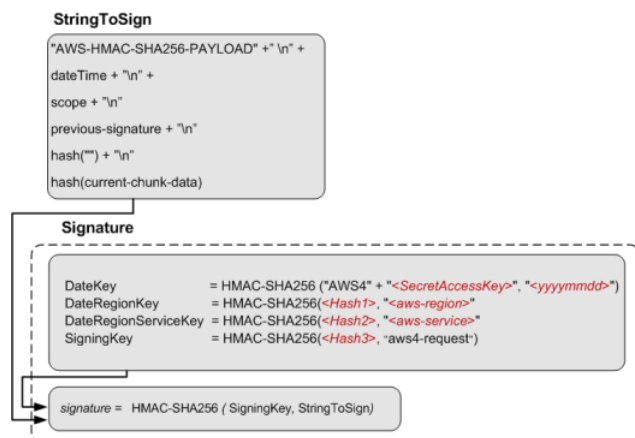 StringToSign
"AWS-HMAC-SHA256-PAYLOAD" +" \n" +
dateTime + "\n" +
scope + "\n"
previous-signature + "\n"
hash("") + "\n"
hash(current-chunk-data)
Signature
DateKey = HMAC-SHA256 ("AWS4" + "<SecretAccessKey>", "<yyyymmdd>")
DateRegionKey = HMAC-SHA256(<Hash1>, "<aws-region>"
DateRegionServiceKey = HMAC-SHA256(<Hash2>, "<aws-service>"
SigningKey = HMAC-SHA256(<Hash3>, "aws4-request")
signature = HMAC-SHA256 ( SigningKey, StringToSign)